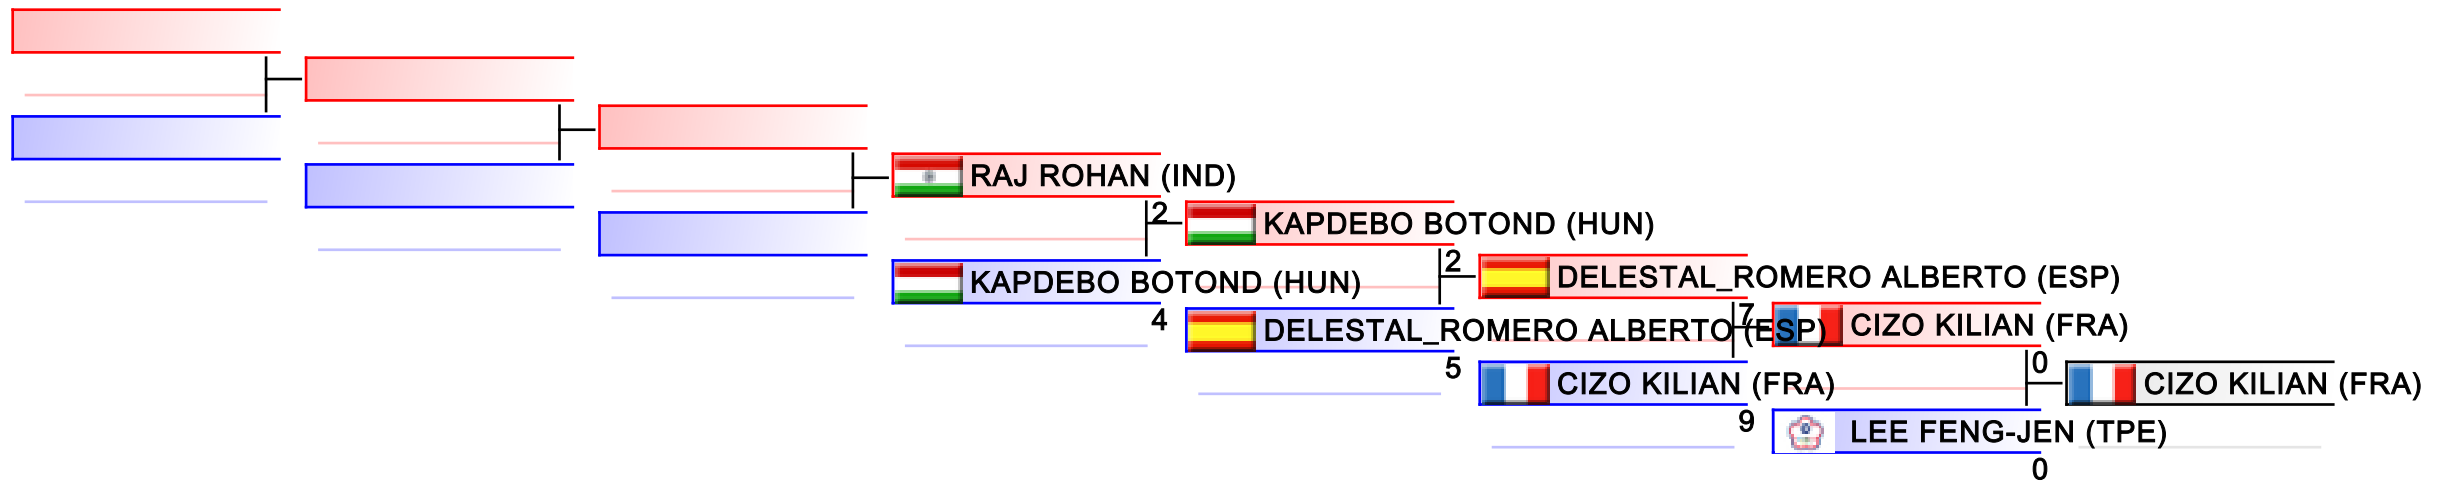 RAJ ROHAN (IND)
2
KAPDEBO BOTOND (HUN)
KAPDEBO BOTOND (HUN)
4
2
DELESTAL_ROMERO ALBERTO (ESP)
DELESTAL_ROMERO ALBERTO (ESP)
5
7
CIZO KILIAN (FRA)
CIZO KILIAN (FRA)
9
0
CIZO KILIAN (FRA)
LEE FENG-JEN (TPE)
0